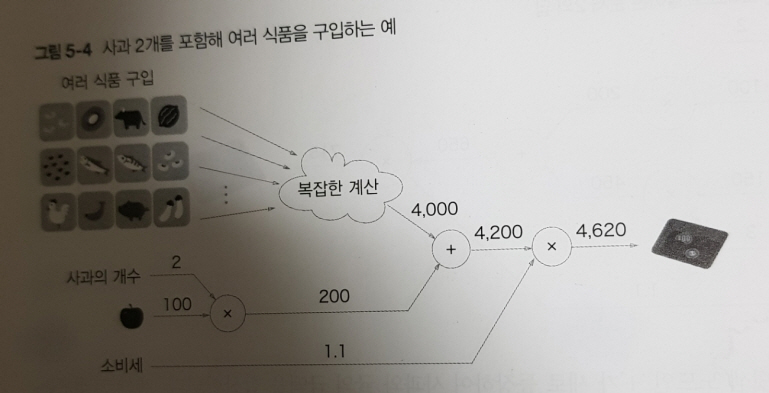 그림 5-4 사과 2개를 포함해 여러 식품을 구입하는 예
여러 식품 구입
복잡한 계산
4,000
+
4,200
×
4,620
사과의 개수
2
100
×
200
소비세
1.1